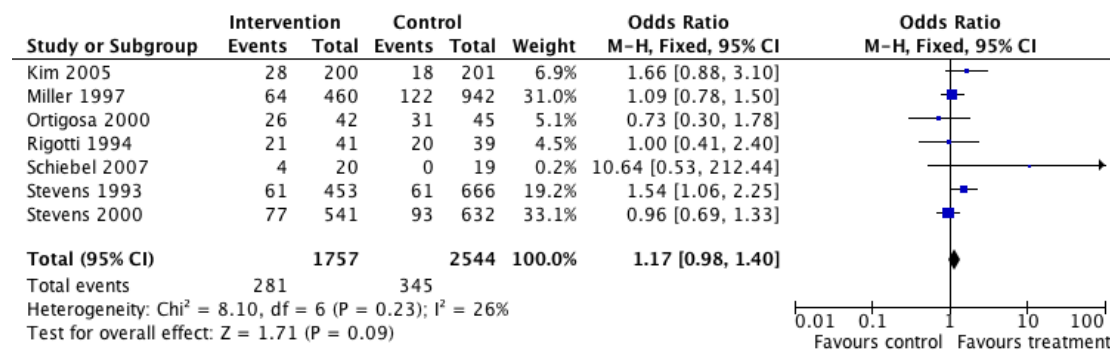 Intervention Control Odds Ratio Odds Ratio
Study or Subgroup Events Total Events Total Weight M-H, Fixed, 95% CI M-H, Fixed, 95% CI
Kim 2005 28 200 18 201 6.9% 1.66 [0.88, 3.10]
Miller 1997 64 460 122 942 31.0% 1.09 [0.78, 1.50]
Ortigosa 2000 26 42 31 45 5.1% 0.73 [0.30, 1.78]
Rigotti 1994 21 41 20 39 4.5% 1.00 [0.41, 2.40]
Schiebel 2007 4 20 0 19 0.2% 10.64 [0.53, 212.44]
Stevens 1993 61 453 61 666 19.2% 1.54 [1.06, 2.25]
Stevens 2000 77 541 93 632 33.1% 0.96 [0.69, 1.33]
Total (95% CI) 1757 2544 100.0% 1.17 [0.98, 1.40]
Total events 281 345
Heterogeneity: Chi² = 8.10, df = 6 (P = 0.23); I² = 26%
Test for overall effect: Z = 1.71 (P = 0.09)
0.01 0.1 1 10 100
Favours control Favours treatment